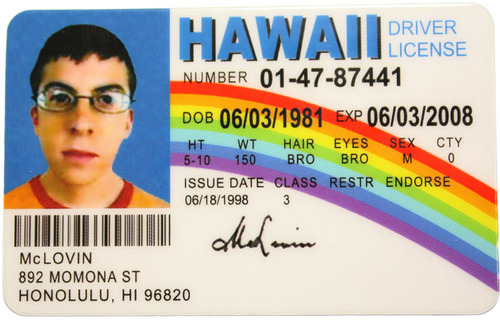 HAWAII DRIVER LICENSE
NUMBER 01-47-87441
DOB 06/03/1981 EXP 06/03/2008
HT WT HAIR EYES SEX CTY
5-10 150 BRO BRO M 0
ISSUE DATE CLASS RESTR ENDORSE
06/18/1998 3
McLovin
McLOVIN
892 MOMONA ST
HONOLULU, HI 96820